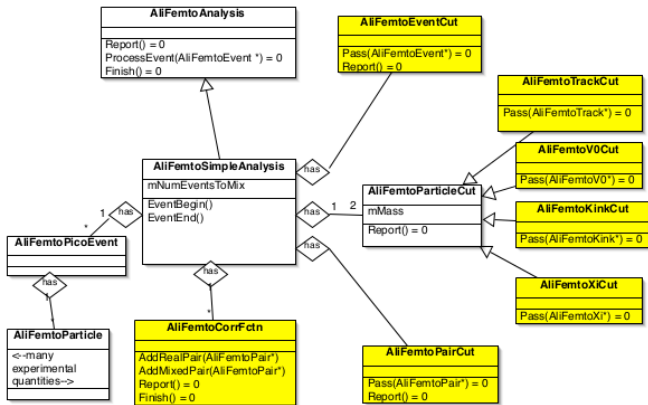 AliFemtoAnalysis
Report() = 0
ProcessEvent(AliFemtoEvent *) = 0
Finish() = 0
AliFemtoEventCut
Pass(AliFemtoEvent*) = 0
Report() = 0
AliFemtoTrackCut
Pass(AliFemtoTrack*) = 0
AliFemtoSimpleAnalysis
mNumEventsToMix
EventBegin()
EventEnd()
has
has
1 2
has
AliFemtoParticleCut
mMass
Report() = 0
AliFemtoV0Cut
Pass(AliFemtoV0*) = 0
AliFemtoKinkCut
Pass(AliFemtoKink*) = 0
AliFemtoXiCut
Pass(AliFemtoXi*) = 0
1
has
*
AliFemtoPicoEvent
has
1
*
AliFemtoParticle
<--many
experimental
quantities-->
has
1
*
AliFemtoCorrFctn
AddRealPair(AliFemtoPair*)
AddMixedPair(AliFemtoPair*)
Report() = 0
Finish() = 0
AliFemtoPairCut
Pass(AliFemtoPair*) = 0
Report() = 0